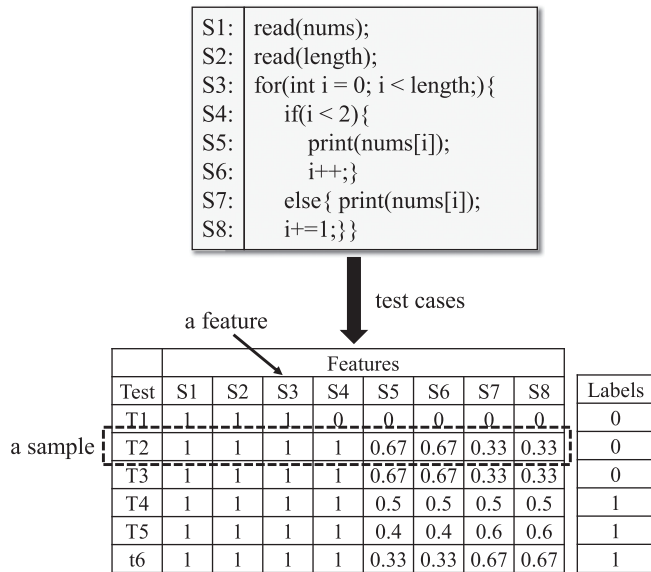 S1: read(nums);
S2: read(length);
S3: for(int i = 0; i < length;){
S4: if(i < 2){
S5: print(nums[i]);
S6: i++;}
S7: else{ print(nums[i]);
S8: i+=1;}}
test cases
a feature
Features
Test S1 S2 S3 S4 S5 S6 S7 S8 Labels
T1 1 1 1 0 0 0 0 0 0
a sample T2 1 1 1 1 0.67 0.67 0.33 0.33 0
T3 1 1 1 1 0.67 0.67 0.33 0.33 0
T4 1 1 1 1 0.5 0.5 0.5 0.5 1
T5 1 1 1 1 0.4 0.4 0.6 0.6 1
t6 1 1 1 1 0.33 0.33 0.67 0.67 1